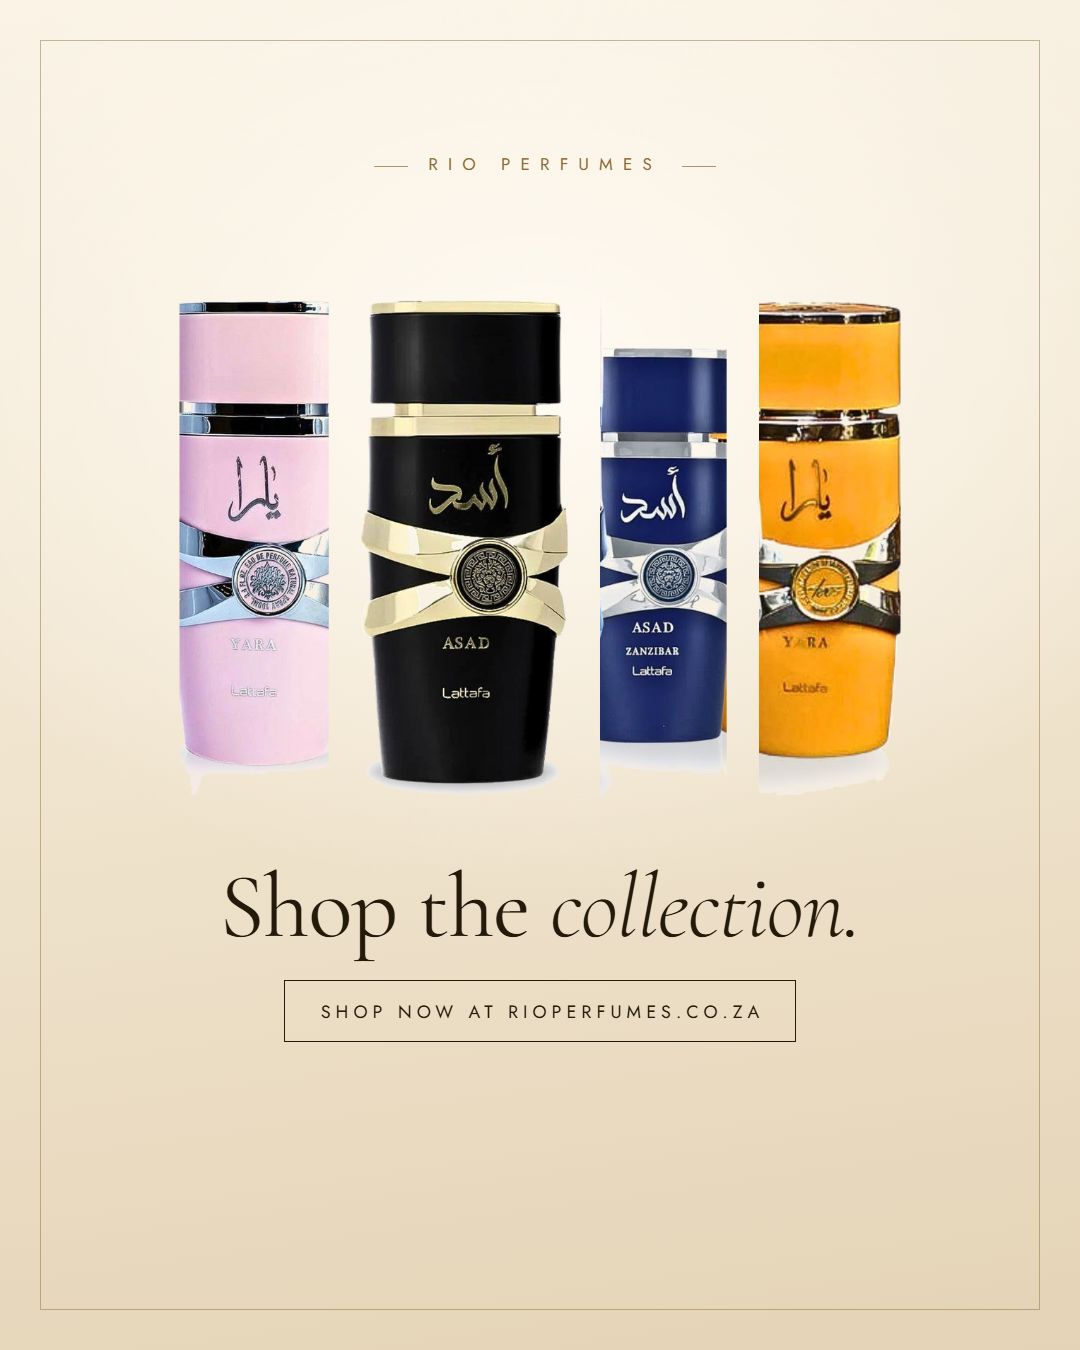 RIO PERFUMES
يارا
YARA
Lattafa
أسد
ASAD
Lattafa
أسد
ASAD
ZANZIBAR
Lattafa
يارا
YARA
Lattafa
Shop the collection.
SHOP NOW AT RIOPERFUMES.CO.ZA